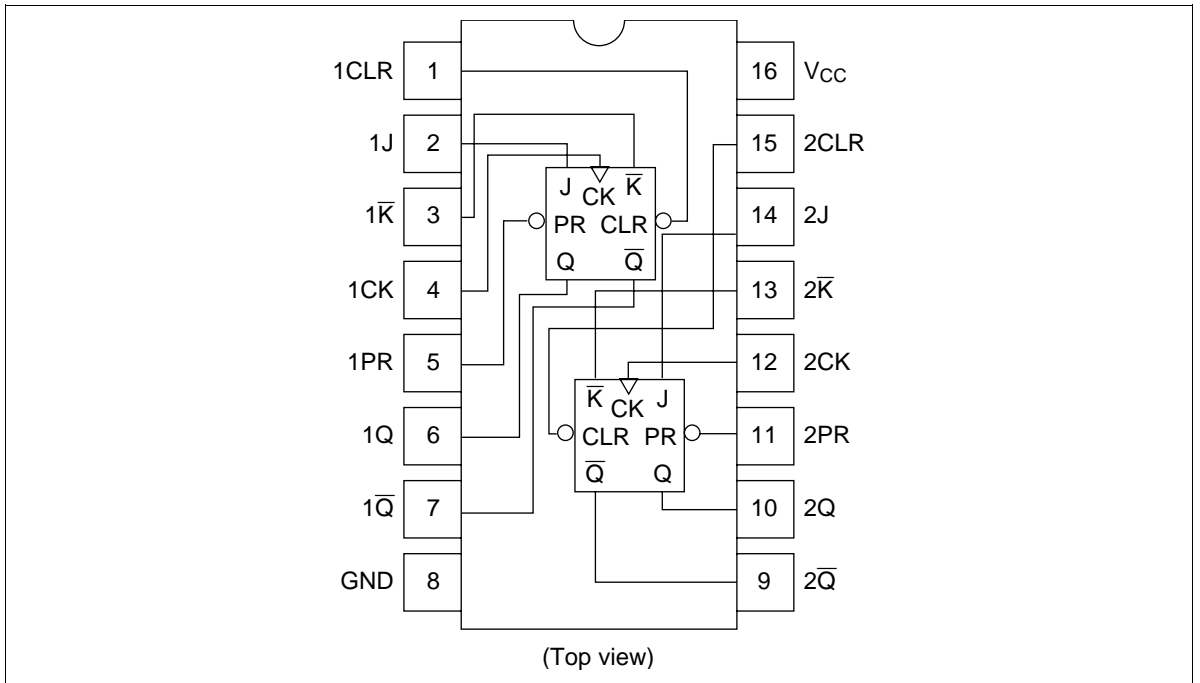 1CLR 1 16 VCC
1J 2 15 2CLR
J CK K̅
1K̅ 3 14 2J
PR CLR
Q Q̅
1CK 4 13 2K̅
1PR 5 12 2CK
K̅ CK J
1Q 6 11 2PR
CLR PR
Q̅ Q
1Q̅ 7 10 2Q
GND 8 9 2Q̅
(Top view)